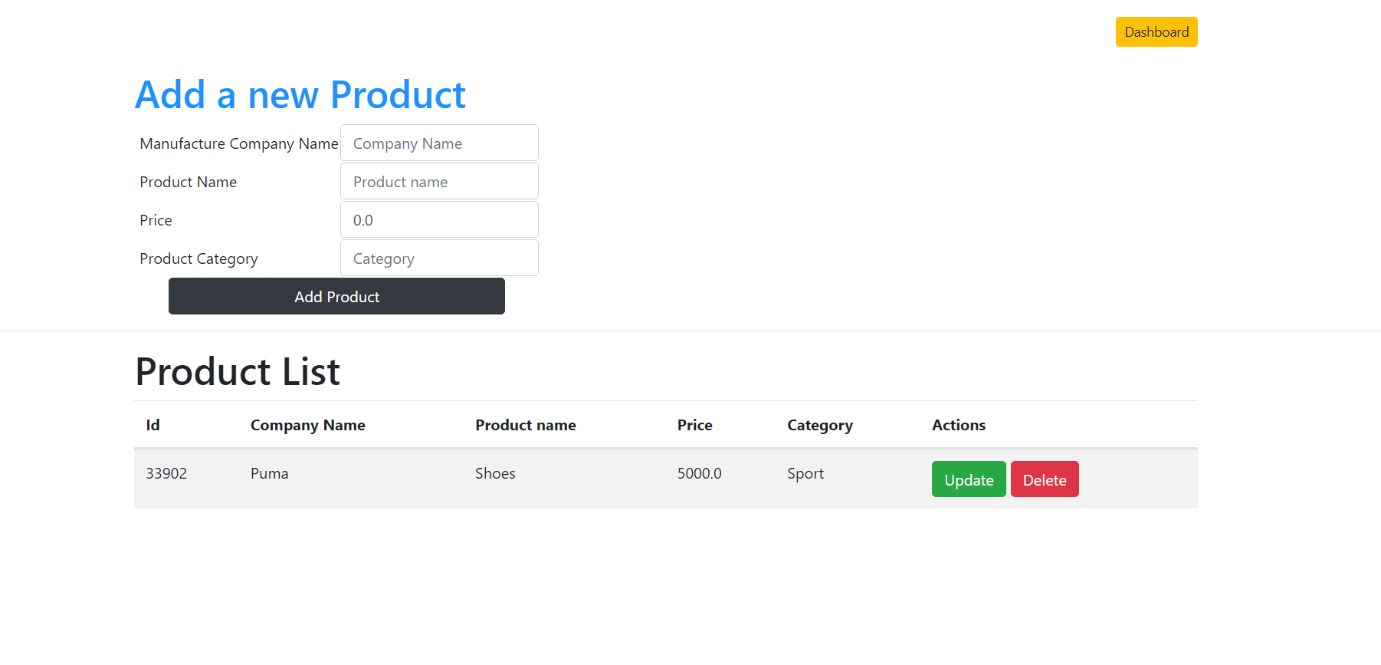 Dashboard
Add a new Product
Manufacture Company Name Company Name
Product Name Product name
Price 0.0
Product Category Category
Add Product
Product List
Id Company Name Product name Price Category Actions
33902 Puma Shoes 5000.0 Sport Update Delete